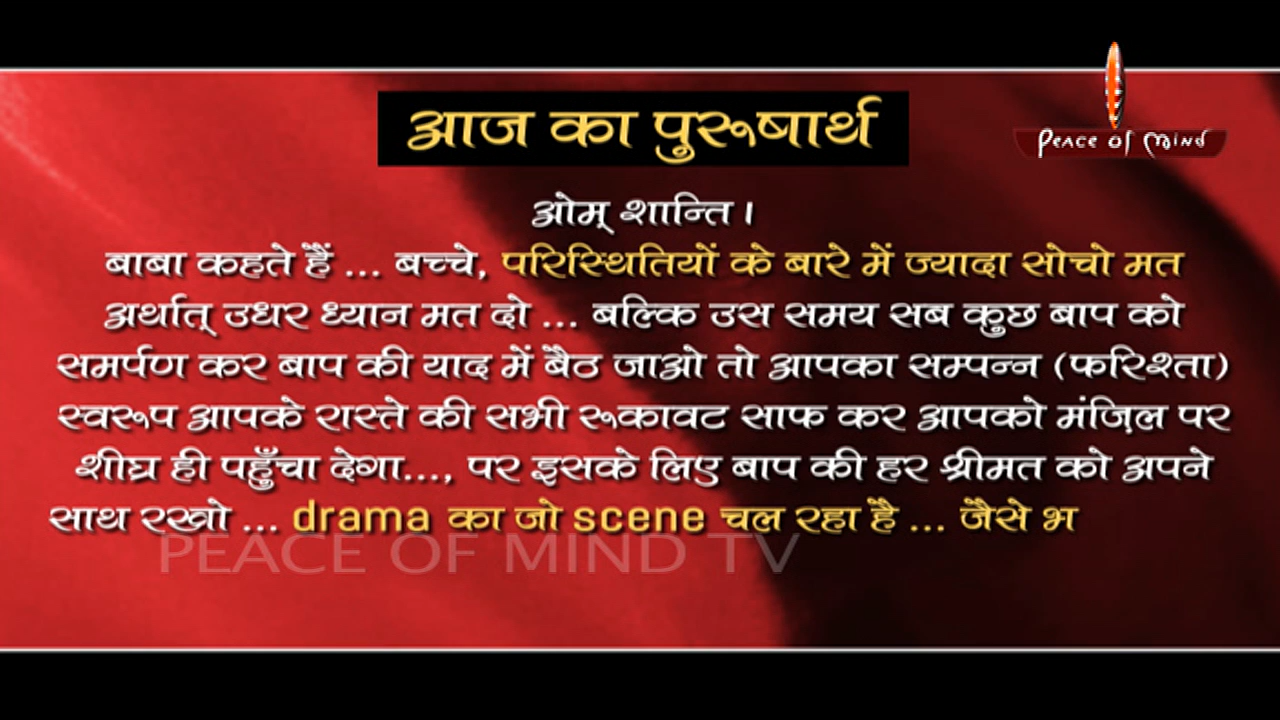 आज का पुरूषार्थ
Peace of Mind
ओम् शान्ति।
बाबा कहते हैं ... बच्चे, परिस्थितियों के बारे में ज्यादा सोचो मत
अर्थात् उधर ध्यान मत दो ... बल्कि उस समय सब कुछ बाप को
समर्पण कर बाप की याद में बैठ जाओ तो आपका सम्पन्न (फरिश्ता)
स्वरूप आपके रास्ते की सभी रूकावट साफ कर आपको मंज़िल पर
शीघ्र ही पहुँचा देगा..., पर इसके लिए बाप की हर श्रीमत को अपने
साथ रखो ... drama का जो scene चल रहा है ... जैसे भ
PEACE OF MIND TV